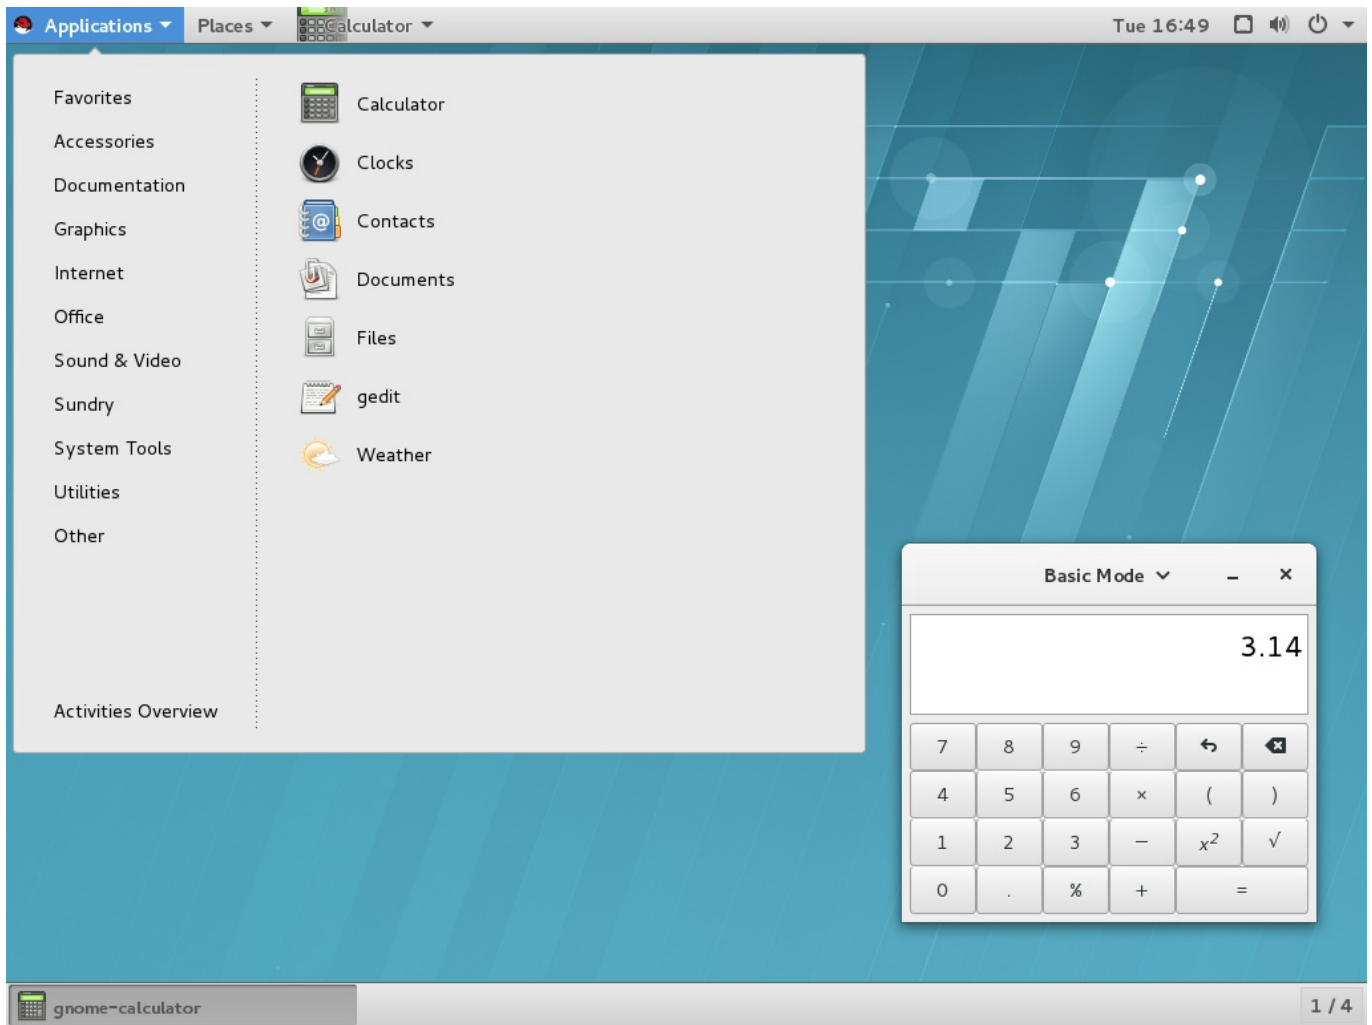 Applications Places Calculator Tue 16:49
Favorites
Accessories
Documentation
Graphics
Internet
Office
Sound & Video
Sundry
System Tools
Utilities
Other
Activities Overview
Calculator
Clocks
Contacts
Documents
Files
gedit
Weather
Basic Mode
3.14
7 8 9 ÷
4 5 6 × ( )
1 2 3 − x² √
0 . % + =
gnome-calculator
1 / 4